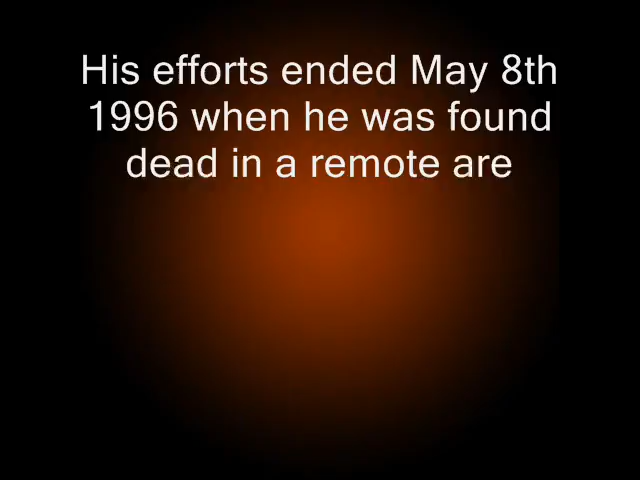 His efforts ended May 8th
1996 when he was found
dead in a remote are